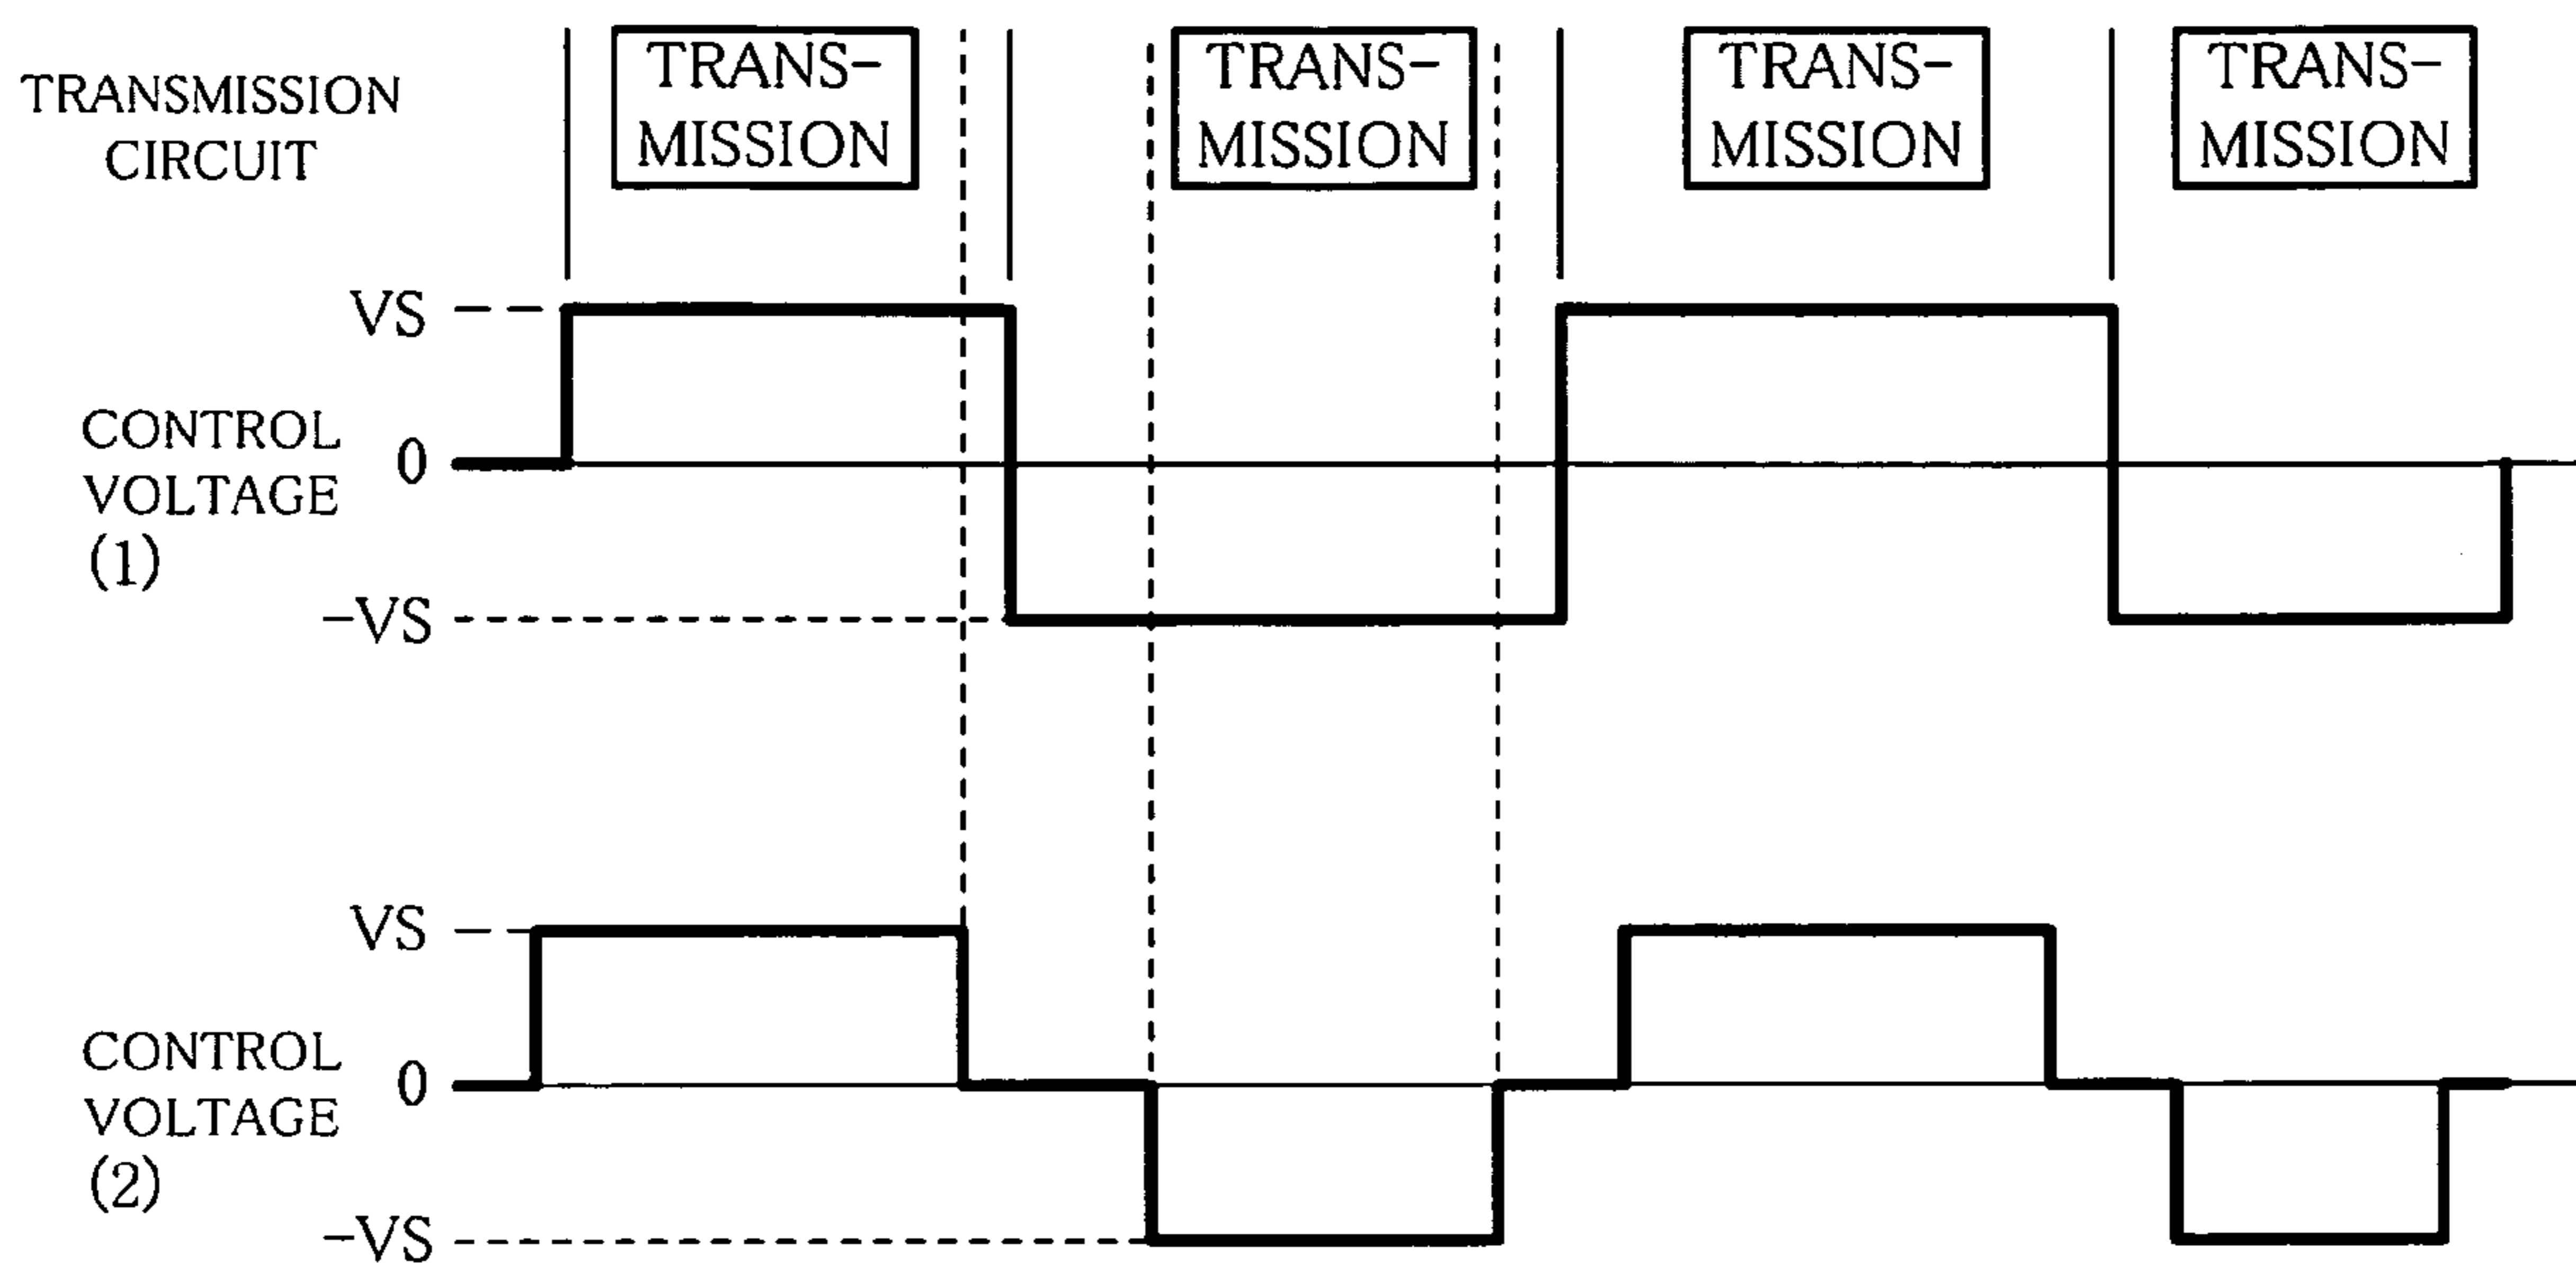 TRANSMISSION
CIRCUIT
TRANS-
MISSION
TRANS-
MISSION
TRANS-
MISSION
TRANS-
MISSION
VS
CONTROL
VOLTAGE
(1)
0
-VS
VS
CONTROL
VOLTAGE
(2)
0
-VS